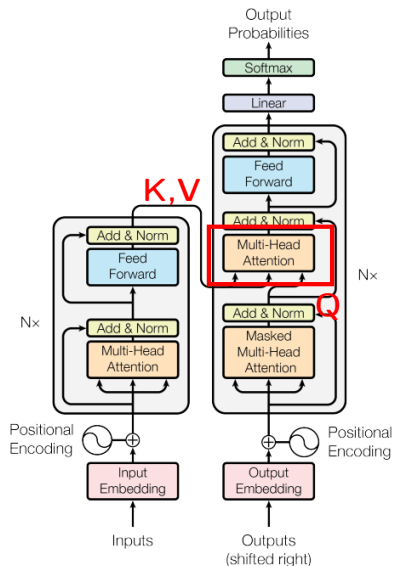 Output
Probabilities
Softmax
Linear
Add & Norm
Feed
Forward
Add & Norm
Multi-Head
Attention
Q
Add & Norm
Masked
Multi-Head
Attention
Nx
K,V
Add & Norm
Feed
Forward
Nx
Add & Norm
Multi-Head
Attention
Positional
Encoding
Positional
Encoding
Input
Embedding
Output
Embedding
Inputs
Outputs
(shifted right)